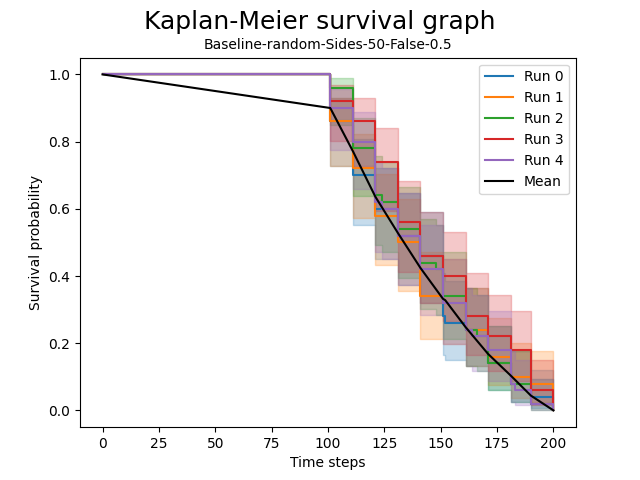 Kaplan-Meier survival graph
Baseline-random-Sides-50-False-0.5
Survival probability
1.0
0.8
0.6
0.4
0.2
0.0
Run 0
Run 1
Run 2
Run 3
Run 4
Mean
0 25 50 75 100 125 150 175 200
Time steps